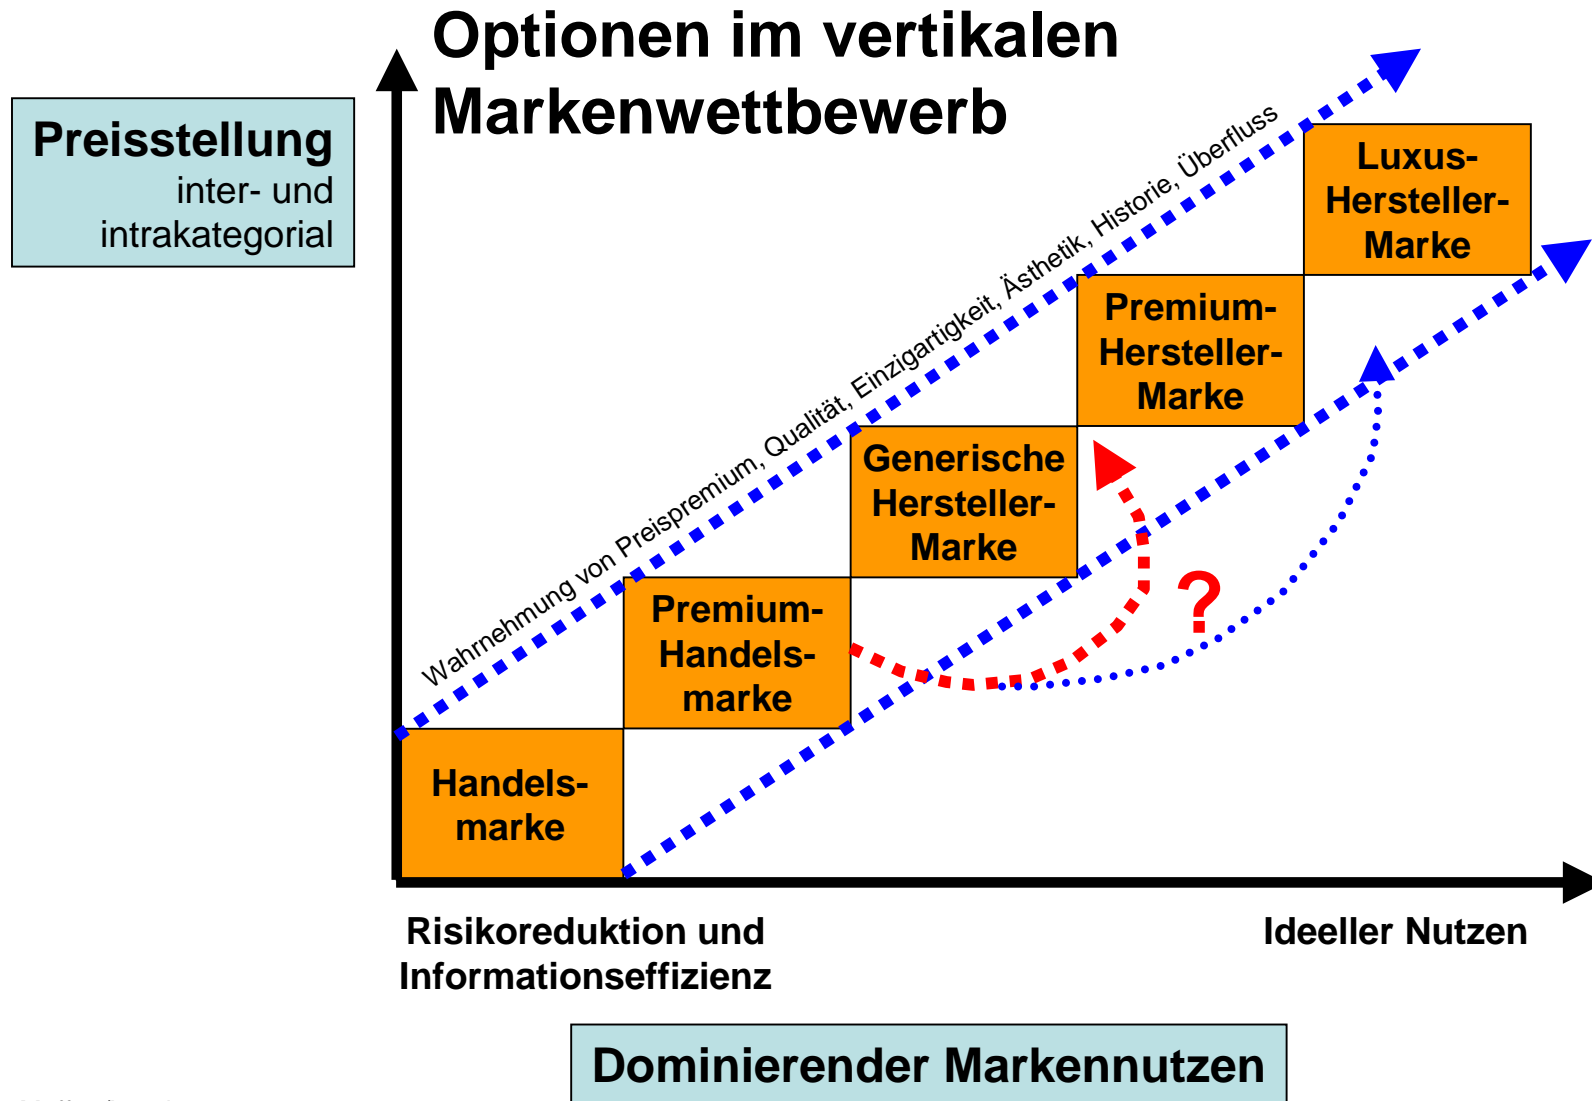 Optionen im vertikalen
Markenwettbewerb
Preisstellung
inter- und
intrakategorial
Wahrnehmung von Preispremium, Qualität, Einzigartigkeit, Ästhetik, Historie, Überfluss
Luxus-
Hersteller-
Marke
Premium-
Hersteller-
Marke
Generische
Hersteller-
Marke
?
Premium-
Handels-
marke
Handels-
marke
Risikoreduktion und
Informationseffizienz
Ideeller Nutzen
Dominierender Markennutzen